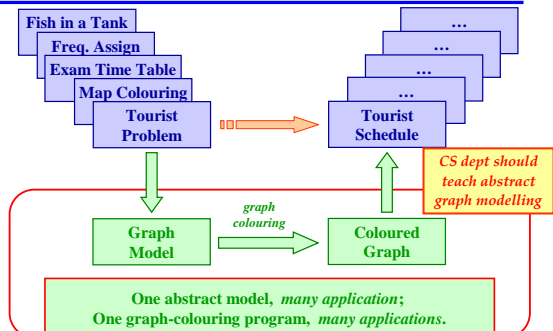 Fish in a Tank
Freq. Assign
Exam Time Table
Map Colouring
Tourist
Problem
...
...
...
...
Tourist
Schedule
CS dept should
teach abstract
graph modelling
graph
colouring
Graph
Model
Coloured
Graph
One abstract model, many application;
One graph-colouring program, many applications.